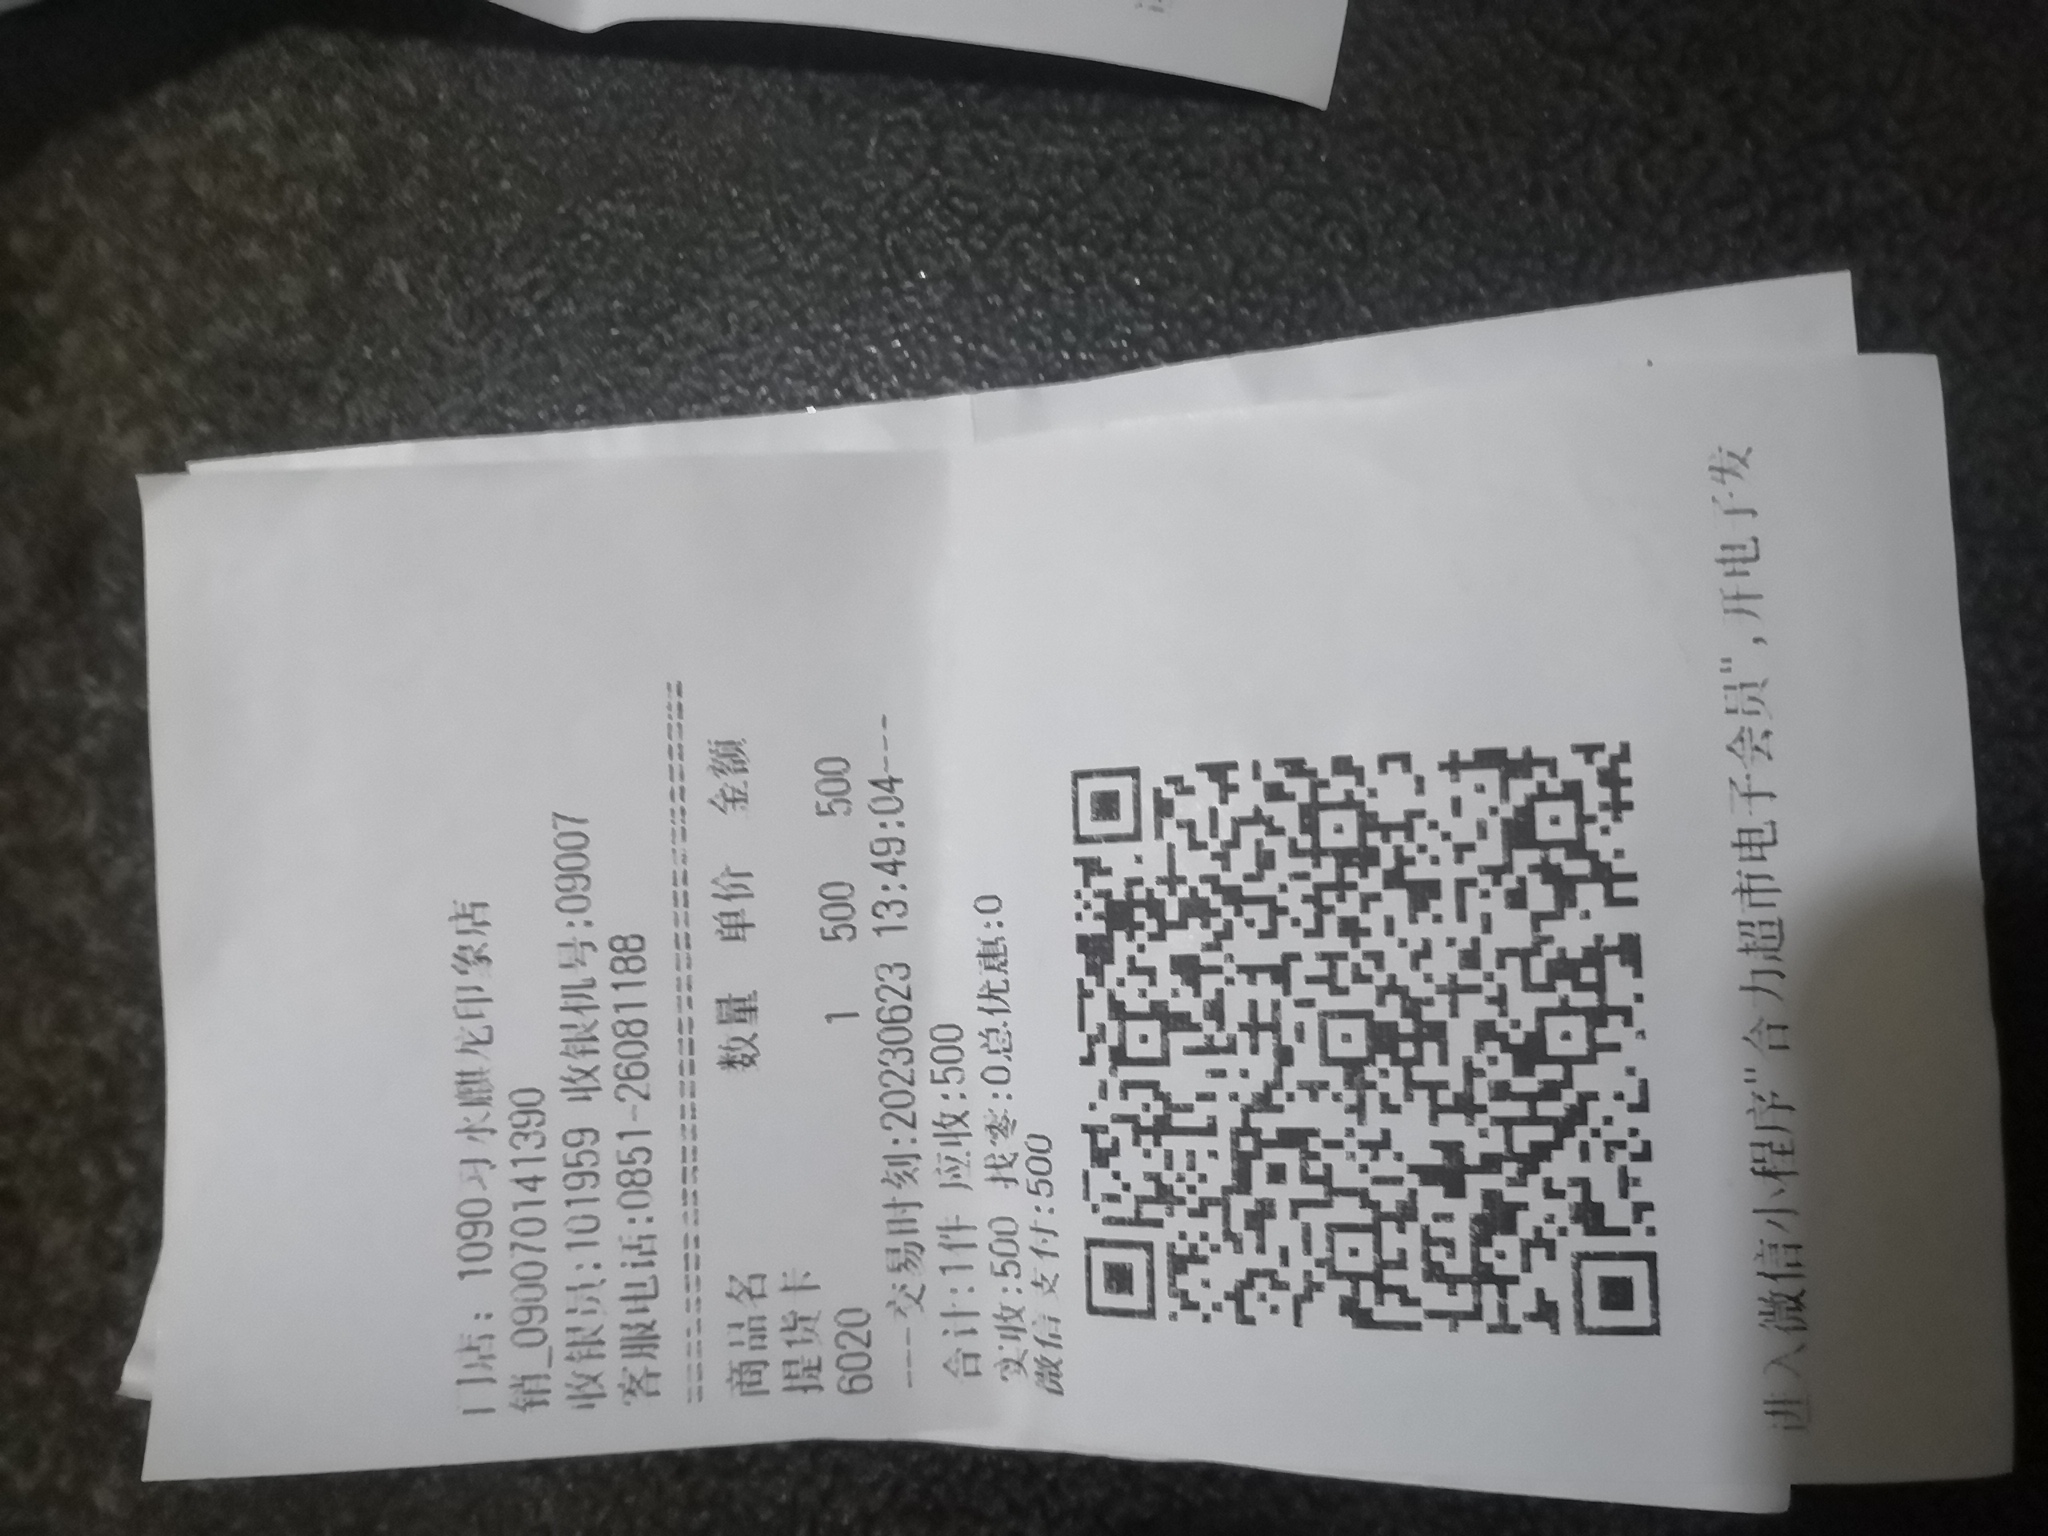 门店: 1090习水麒龙印象店
销_090070141390
收银员:101959 收银机号:09007
客服电话:0851-26081188
商品名 数量 单价 金额
提货卡
6020 1 500 500
---交易时刻:20230623 13:49:04---
合计:1件 应收:500
实收:500 找零:0总优惠:0
微信支付:500
进入微信小程序"合力超市电子会员",开电子发